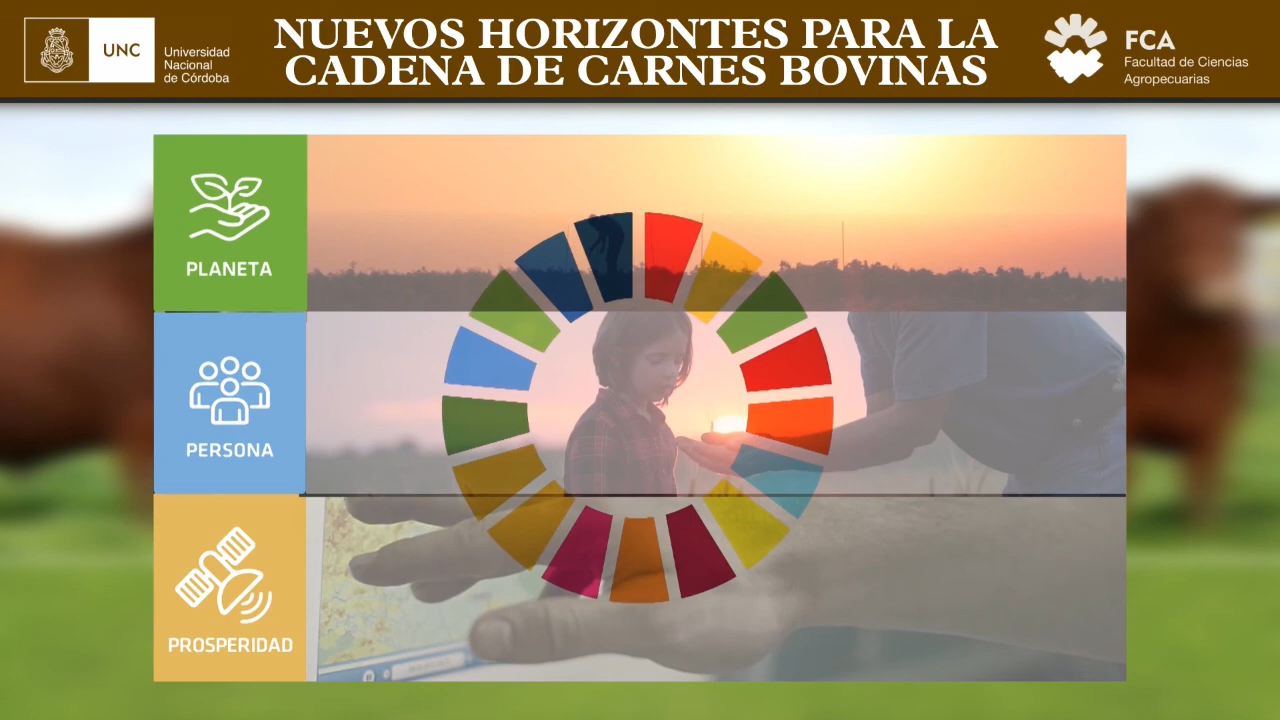 UNC
Universidad
Nacional
de Córdoba
NUEVOS HORIZONTES PARA LA
CADENA DE CARNES BOVINAS
FCA
Facultad de Ciencias
Agropecuarias
PLANETA
PERSONA
PROSPERIDAD